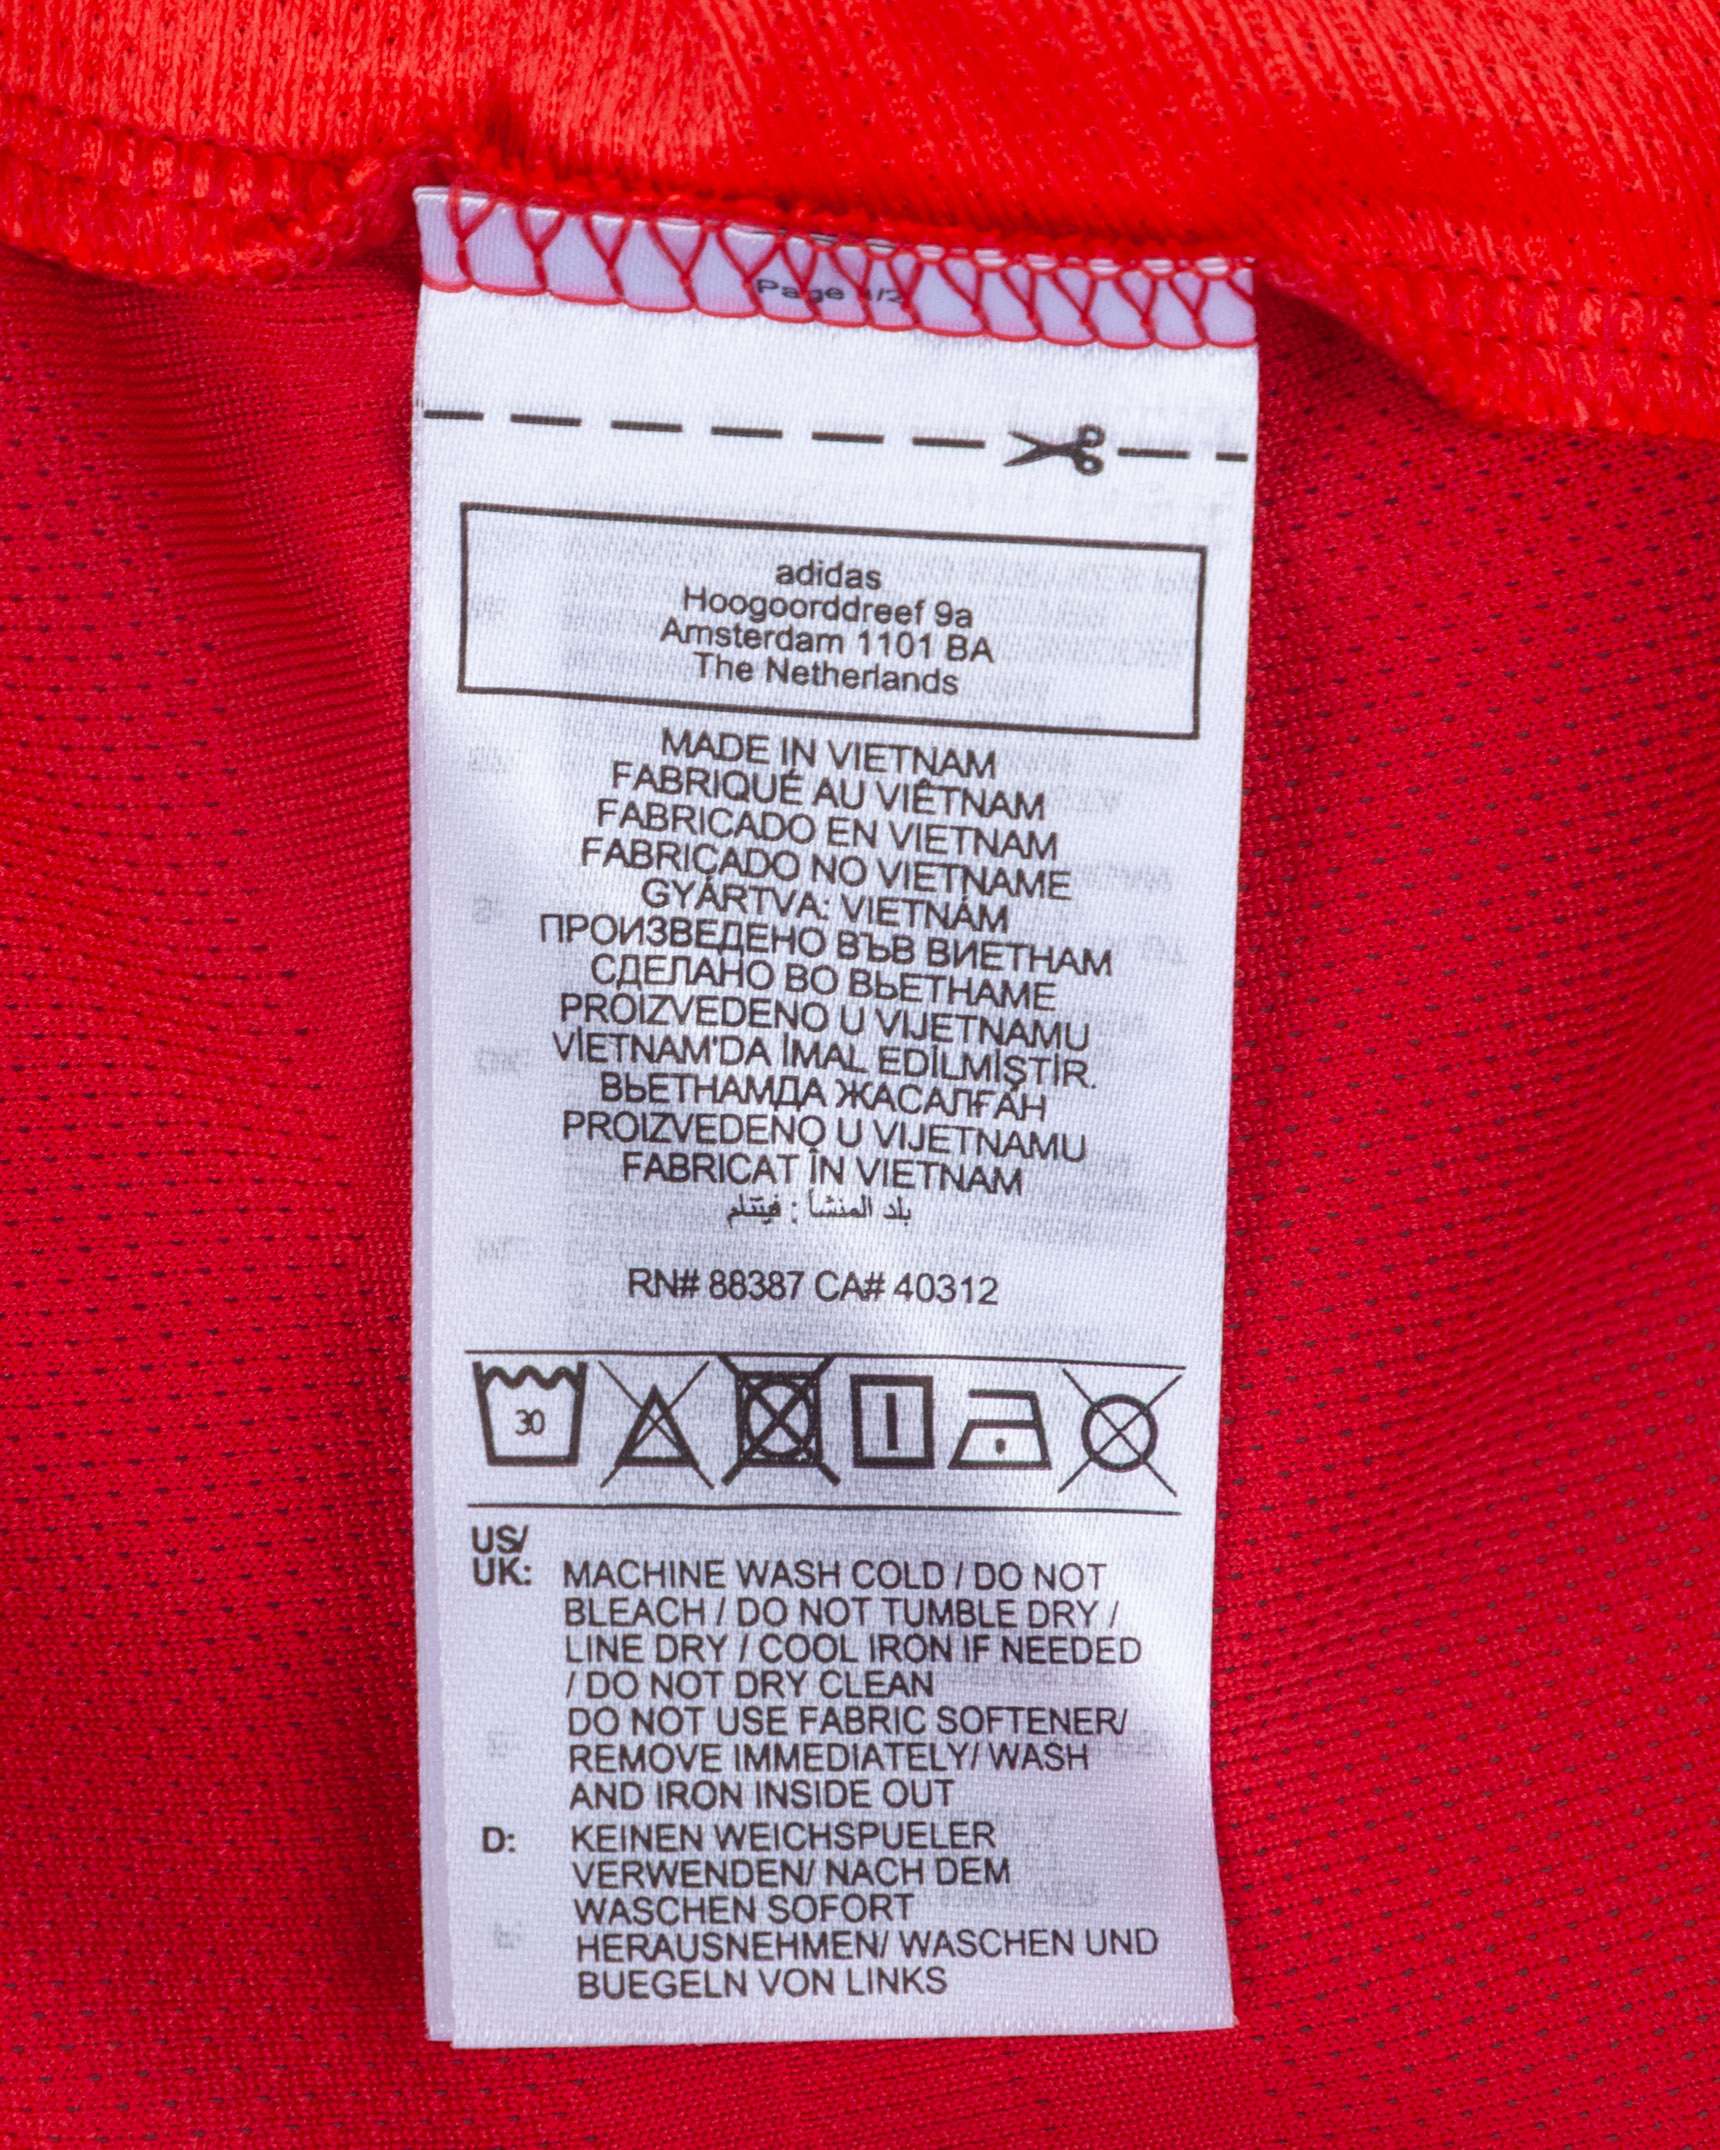 Page 1/2
adidas
Hoogoorddreef 9a
Amsterdam 1101 BA
The Netherlands
MADE IN VIETNAM
FABRIQUÉ AU VIÊTNAM
FABRICADO EN VIETNAM
FABRICADO NO VIETNAME
GYÁRTVA: VIETNÁM
ПРОИЗВЕДЕНО ВЪВ ВИЕТНАМ
СДЕЛАНО ВО ВЬЕТНАМЕ
PROIZVEDENO U VIJETNAMU
VİETNAM'DA İMAL EDİLMİŞTİR.
ВЬЕТНАМДА ЖАСАЛҒАН
PROIZVEDENO U VIJETNAMU
FABRICAT ÎN VIETNAM
بلد المنشأ : فيتنام
RN# 88387 CA# 40312
30
US/
UK: MACHINE WASH COLD / DO NOT
BLEACH / DO NOT TUMBLE DRY /
LINE DRY / COOL IRON IF NEEDED
/ DO NOT DRY CLEAN
DO NOT USE FABRIC SOFTENER/
REMOVE IMMEDIATELY/ WASH
AND IRON INSIDE OUT
D: KEINEN WEICHSPUELER
VERWENDEN/ NACH DEM
WASCHEN SOFORT
HERAUSNEHMEN/ WASCHEN UND
BUEGELN VON LINKS